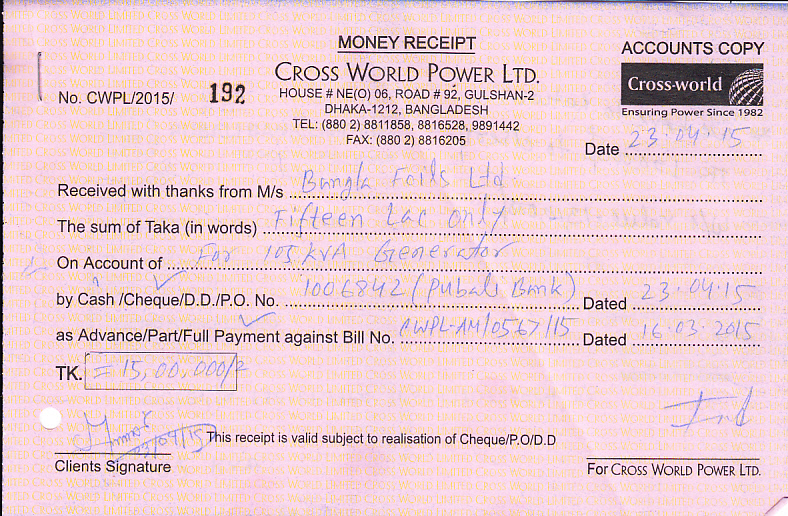 MONEY RECEIPT
ACCOUNTS COPY
CROSS WORLD POWER LTD.
Cross-world
Ensuring Power Since 1982
No. CWPL/2015/ 192
HOUSE # NE(O) 06, ROAD # 92, GULSHAN-2
DHAKA-1212, BANGLADESH
TEL: (880 2) 8811858, 8816528, 9891442
FAX: (880 2) 8816205
Date 23.04.15
Received with thanks from M/s Bangla Foils Ltd.
The sum of Taka (in words) Fifteen Lac only
On Account of For 105 kVA Generator
by Cash /Cheque/D.D./P.O. No. 1006842 (Pubali Bank) Dated 23.04.15
as Advance/Part/Full Payment against Bill No. CWPL-AM/0567/15 Dated 16.03.2015
TK. = 15,00,000/=
This receipt is valid subject to realisation of Cheque/P.O/D.D
Clients Signature
For CROSS WORLD POWER LTD.